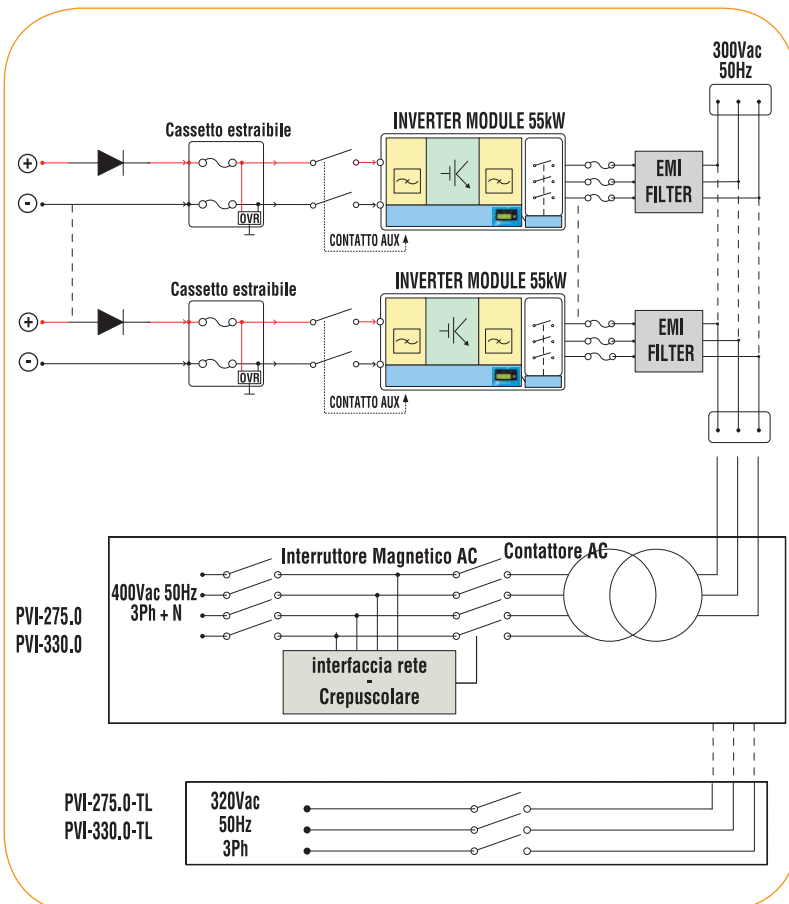 300Vac
50Hz
Cassetto estraibile
INVERTER MODULE 55kW
+
-
OVR
CONTATTO AUX
EMI
FILTER
Cassetto estraibile
INVERTER MODULE 55kW
+
-
OVR
CONTATTO AUX
EMI
FILTER
Interruttore Magnetico AC
Contattore AC
400Vac 50Hz
3Ph + N
PVI-275.0
PVI-330.0
interfaccia rete
-
Crepuscolare
PVI-275.0-TL
PVI-330.0-TL
320Vac
50Hz
3Ph